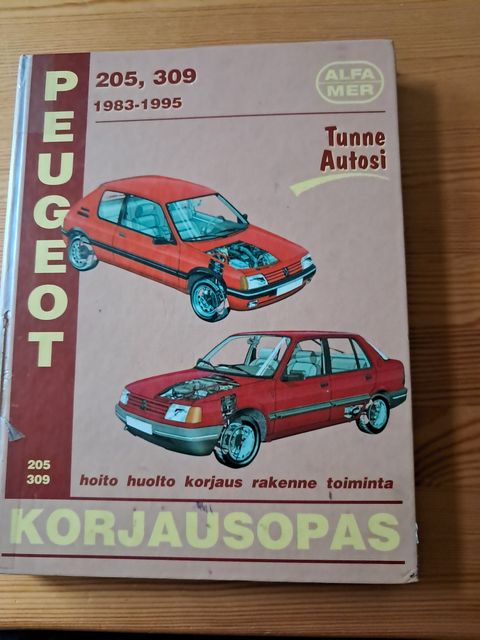 PEUGEOT
205, 309
1983-1995
ALFA
MER
Tunne
Autosi
205
309
hoito huolto korjaus rakenne toiminta
KORJAUSOPAS